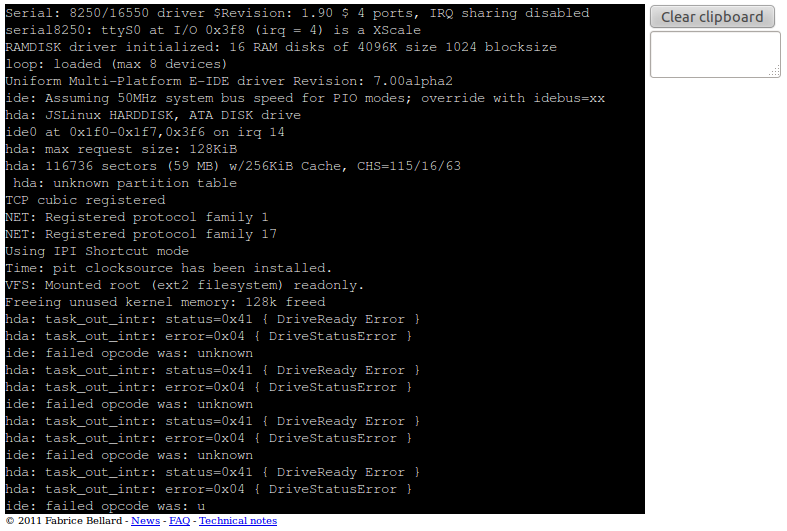 Serial: 8250/16550 driver $Revision: 1.90 $ 4 ports, IRQ sharing disabled
serial8250: ttyS0 at I/O 0x3f8 (irq = 4) is a XScale
RAMDISK driver initialized: 16 RAM disks of 4096K size 1024 blocksize
loop: loaded (max 8 devices)
Uniform Multi-Platform E-IDE driver Revision: 7.00alpha2
ide: Assuming 50MHz system bus speed for PIO modes; override with idebus=xx
hda: JSLinux HARDDISK, ATA DISK drive
ide0 at 0x1f0-0x1f7,0x3f6 on irq 14
hda: max request size: 128KiB
hda: 116736 sectors (59 MB) w/256KiB Cache, CHS=115/16/63
 hda: unknown partition table
TCP cubic registered
NET: Registered protocol family 1
NET: Registered protocol family 17
Using IPI Shortcut mode
Time: pit clocksource has been installed.
VFS: Mounted root (ext2 filesystem) readonly.
Freeing unused kernel memory: 128k freed
hda: task_out_intr: status=0x41 { DriveReady Error }
hda: task_out_intr: error=0x04 { DriveStatusError }
ide: failed opcode was: unknown
hda: task_out_intr: status=0x41 { DriveReady Error }
hda: task_out_intr: error=0x04 { DriveStatusError }
ide: failed opcode was: unknown
hda: task_out_intr: status=0x41 { DriveReady Error }
hda: task_out_intr: error=0x04 { DriveStatusError }
ide: failed opcode was: unknown
hda: task_out_intr: status=0x41 { DriveReady Error }
hda: task_out_intr: error=0x04 { DriveStatusError }
ide: failed opcode was: u
© 2011 Fabrice Bellard - News - FAQ - Technical notes
Clear clipboard